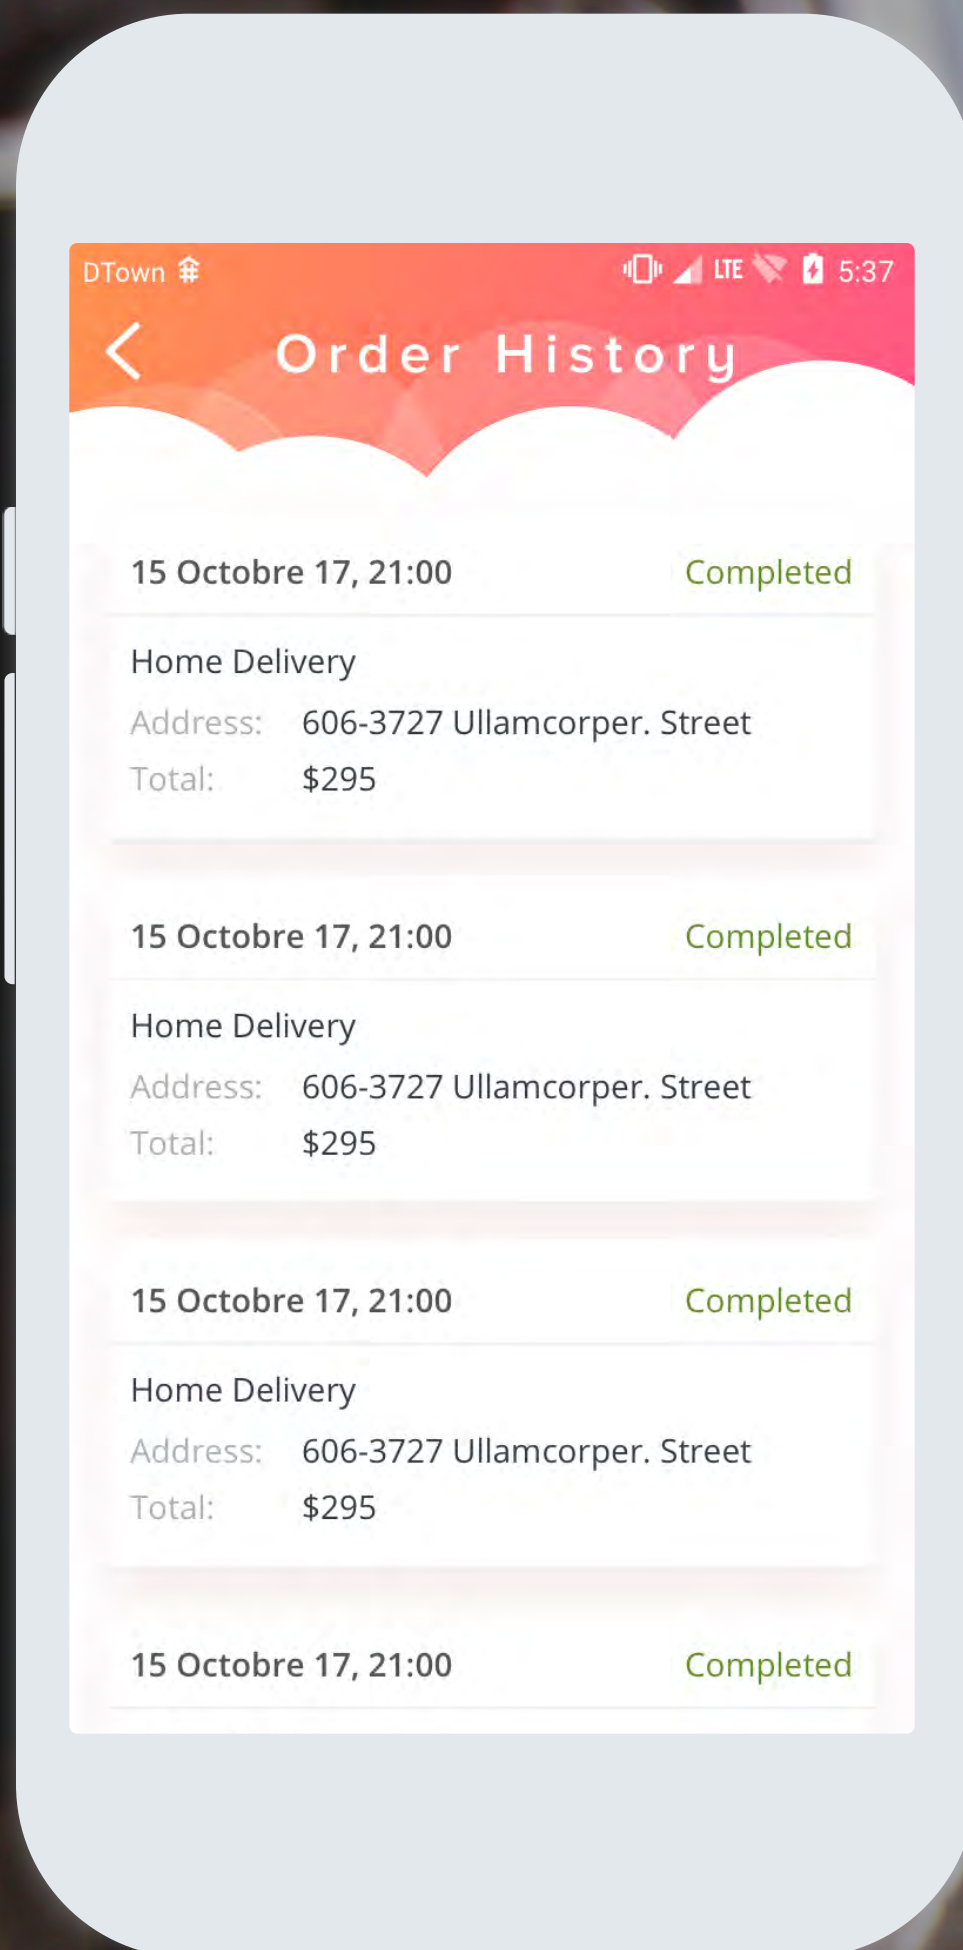 DTown LTE 5:37
Order History
15 Octobre 17, 21:00 Completed
Home Delivery
Address: 606-3727 Ullamcorper. Street
Total: $295
15 Octobre 17, 21:00 Completed
Home Delivery
Address: 606-3727 Ullamcorper. Street
Total: $295
15 Octobre 17, 21:00 Completed
Home Delivery
Address: 606-3727 Ullamcorper. Street
Total: $295
15 Octobre 17, 21:00 Completed